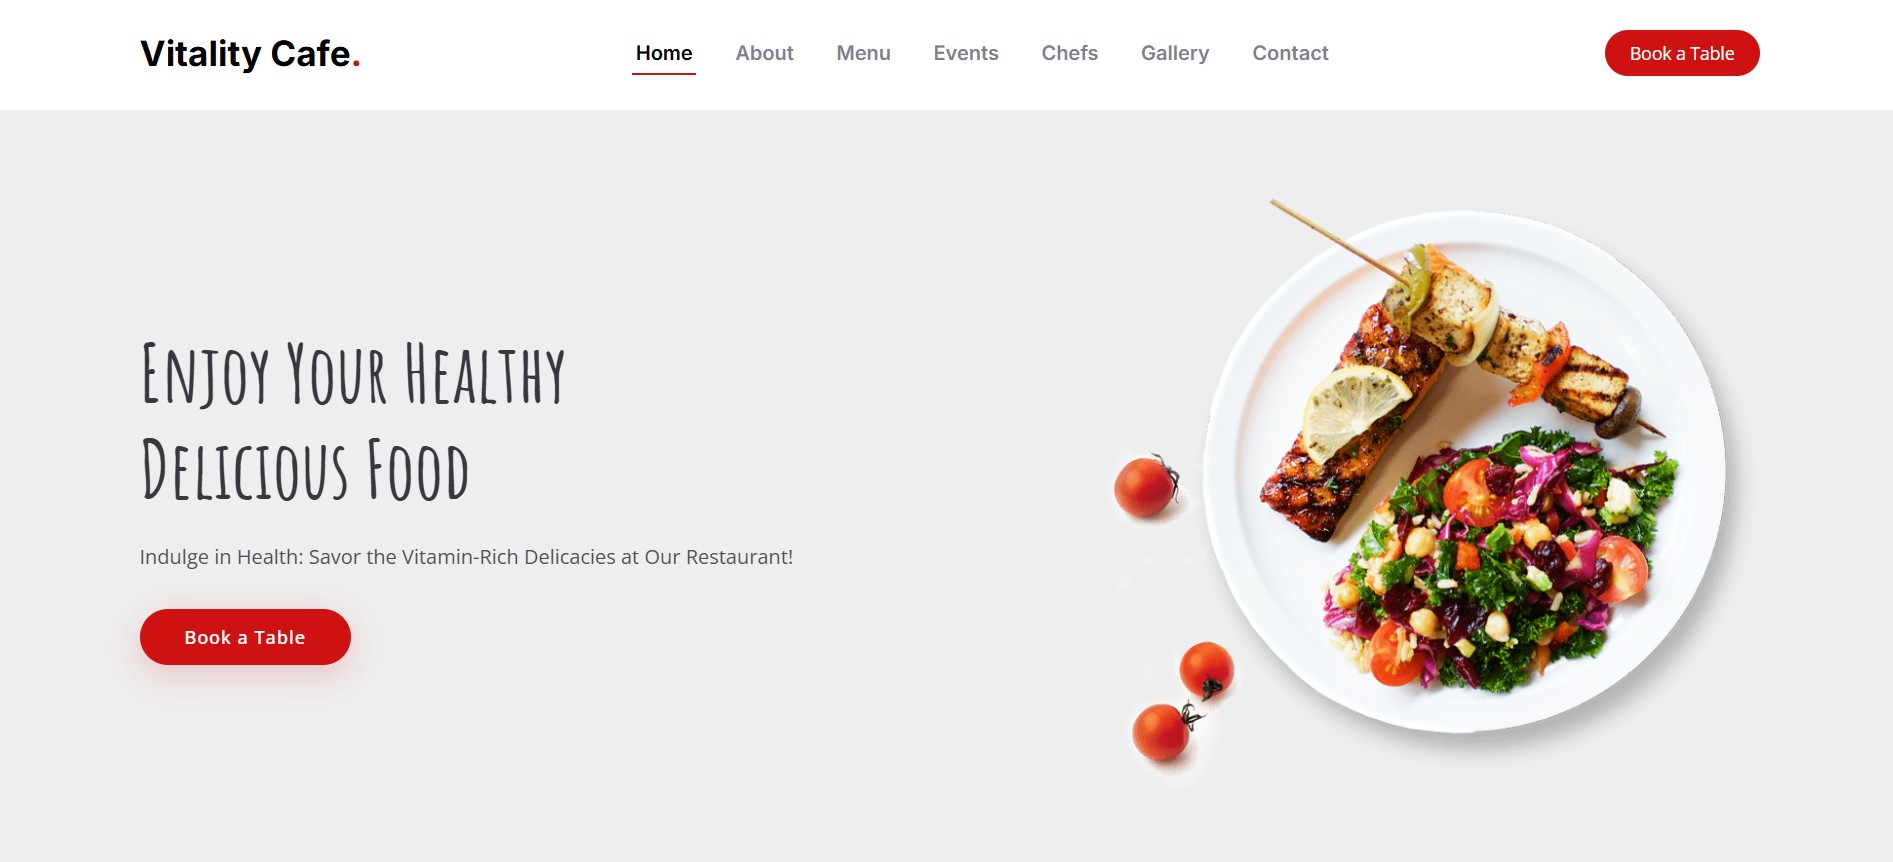 Vitality Cafe.
Home About Menu Events Chefs Gallery Contact
Book a Table
Enjoy Your Healthy
Delicious Food
Indulge in Health: Savor the Vitamin-Rich Delicacies at Our Restaurant!
Book a Table